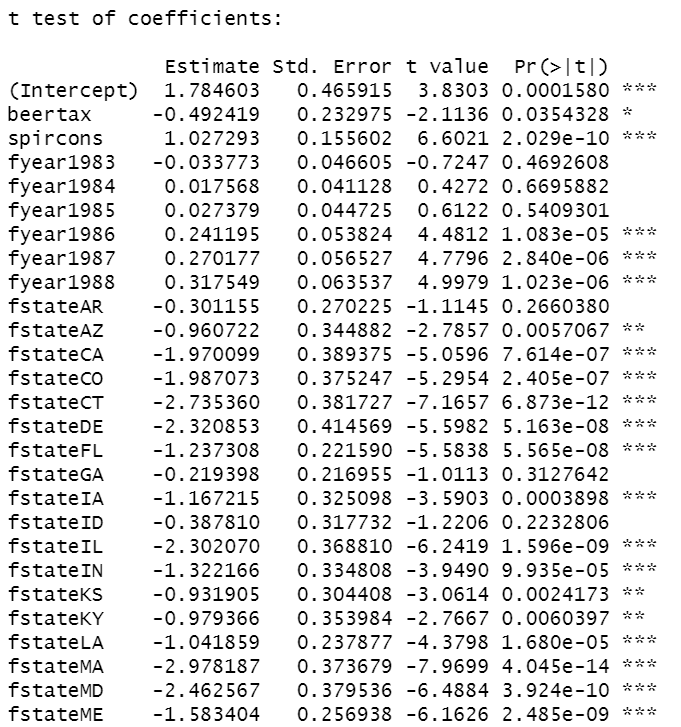 t test of coefficients:
Estimate Std. Error t value Pr(>|t|)
(Intercept) 1.784603 0.465915 3.8303 0.0001580 ***
beertax -0.492419 0.232975 -2.1136 0.0354328 *
spircons 1.027293 0.155602 6.6021 2.029e-10 ***
fyear1983 -0.033773 0.046605 -0.7247 0.4692608
fyear1984 0.017568 0.041128 0.4272 0.6695882
fyear1985 0.027379 0.044725 0.6122 0.5409301
fyear1986 0.241195 0.053824 4.4812 1.083e-05 ***
fyear1987 0.270177 0.056527 4.7796 2.840e-06 ***
fyear1988 0.317549 0.063537 4.9979 1.023e-06 ***
fstateAR -0.301155 0.270225 -1.1145 0.2660380
fstateAZ -0.960722 0.344882 -2.7857 0.0057067 **
fstateCA -1.970099 0.389375 -5.0596 7.614e-07 ***
fstateCO -1.987073 0.375247 -5.2954 2.405e-07 ***
fstateCT -2.735360 0.381727 -7.1657 6.873e-12 ***
fstateDE -2.320853 0.414569 -5.5982 5.163e-08 ***
fstateFL -1.237308 0.221590 -5.5838 5.565e-08 ***
fstateGA -0.219398 0.216955 -1.0113 0.3127642
fstateIA -1.167215 0.325098 -3.5903 0.0003898 ***
fstateID -0.387810 0.317732 -1.2206 0.2232806
fstateIL -2.302070 0.368810 -6.2419 1.596e-09 ***
fstateIN -1.322166 0.334808 -3.9490 9.935e-05 ***
fstateKS -0.931905 0.304408 -3.0614 0.0024173 **
fstateKY -0.979366 0.353984 -2.7667 0.0060397 **
fstateLA -1.041859 0.237877 -4.3798 1.680e-05 ***
fstateMA -2.978187 0.373679 -7.9699 4.045e-14 ***
fstateMD -2.462567 0.379536 -6.4884 3.924e-10 ***
fstateME -1.583404 0.256938 -6.1626 2.485e-09 ***